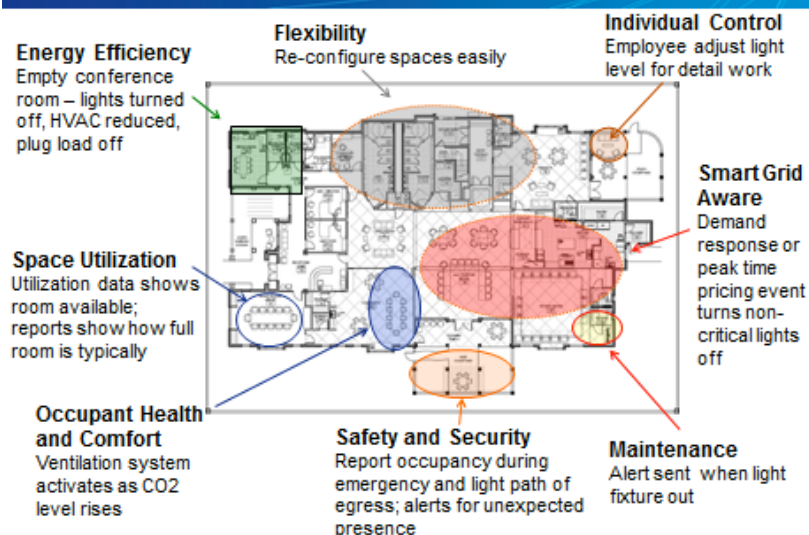 Energy Efficiency
Empty conference
room – lights turned
off, HVAC reduced,
plug load off
Flexibility
Re-configure spaces easily
Individual Control
Employee adjust light
level for detail work
Smart Grid
Aware
Demand
response or
peak time
pricing event
turns non-
critical lights
off
Space Utilization
Utilization data shows
room available;
reports show how full
room is typically
Occupant Health
and Comfort
Ventilation system
activates as CO2
level rises
Safety and Security
Report occupancy during
emergency and light path of
egress; alerts for unexpected
presence
Maintenance
Alert sent when light
fixture out